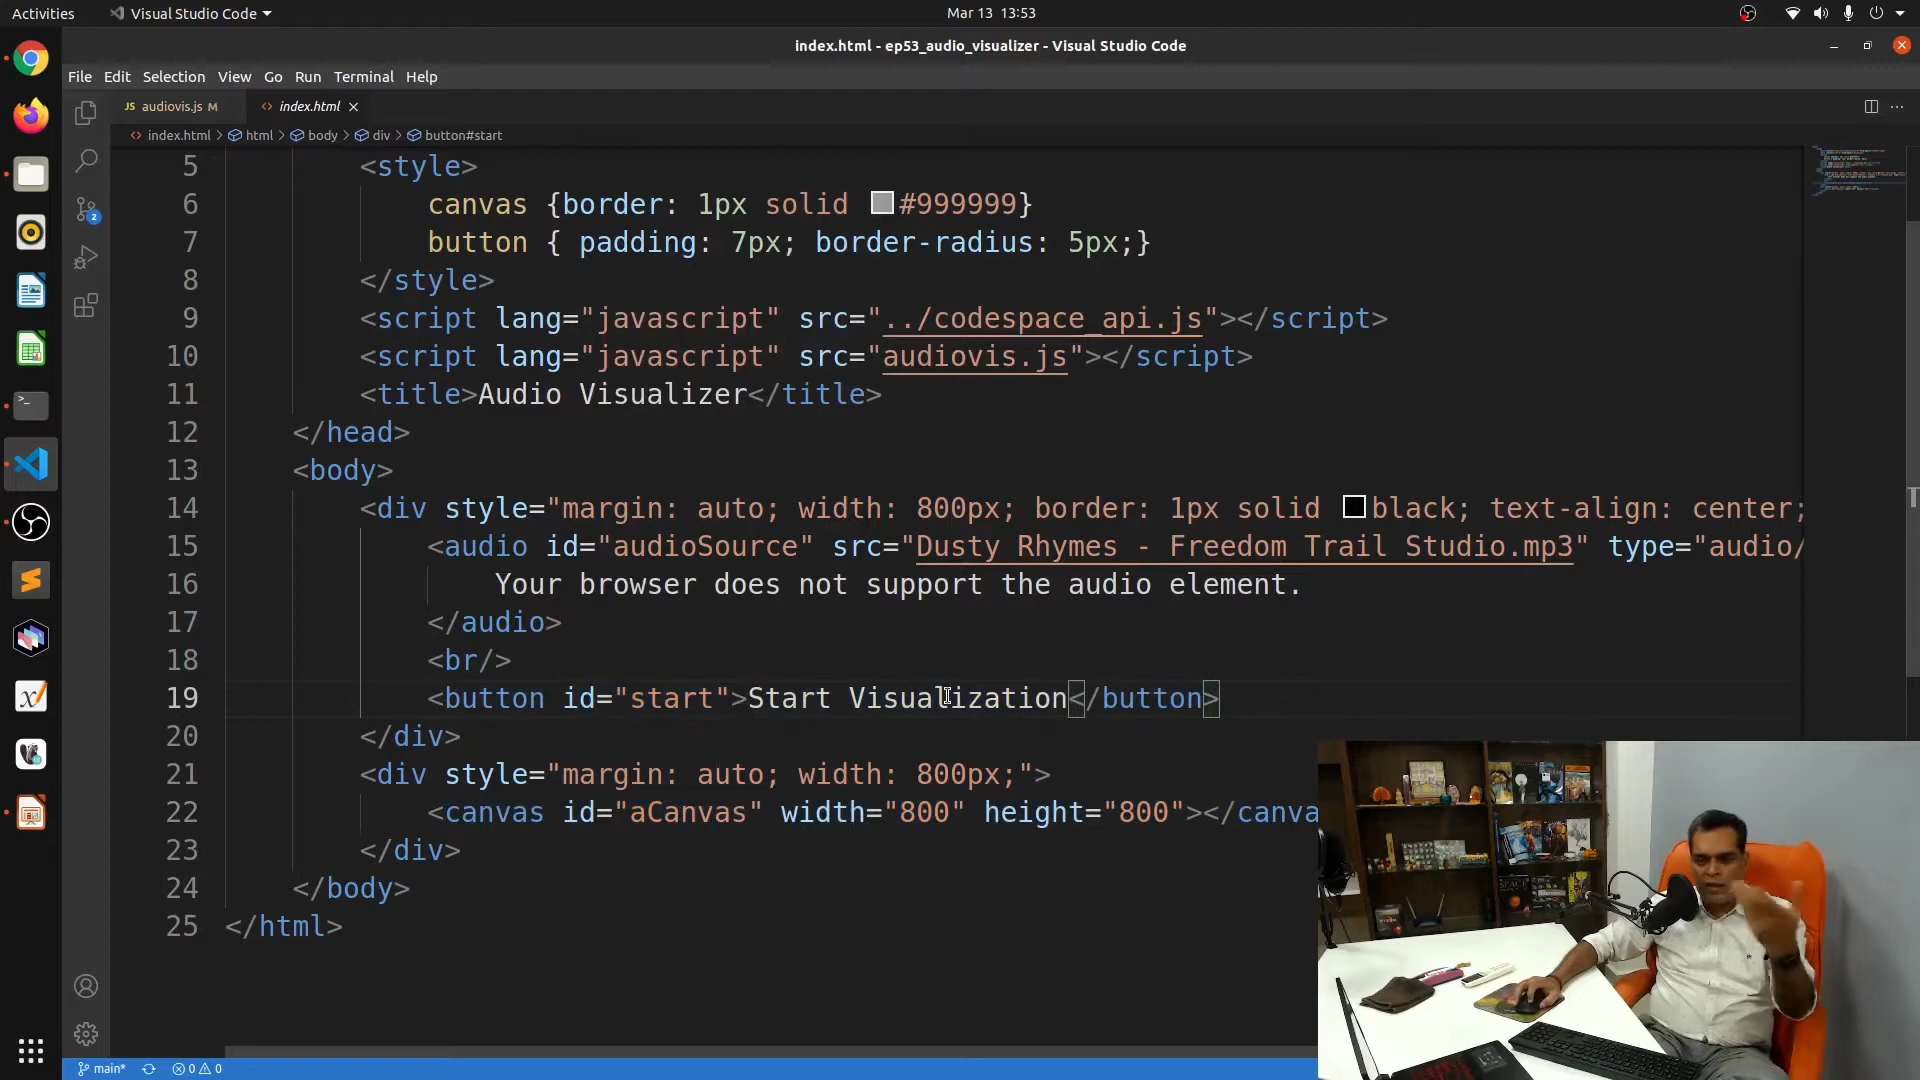 Activities
Visual Studio Code
Mar 13 13:53
index.html - ep53_audio_visualizer - Visual Studio Code
File Edit Selection View Go Run Terminal Help
JS audiovis.js M
<> index.html
<> index.html > html > body > div > button#start
5 <style>
6 canvas {border: 1px solid #999999}
7 button { padding: 7px; border-radius: 5px;}
8 </style>
9 <script lang="javascript" src="../codespace_api.js"></script>
10 <script lang="javascript" src="audiovis.js"></script>
11 <title>Audio Visualizer</title>
12 </head>
13 <body>
14 <div style="margin: auto; width: 800px; border: 1px solid black; text-align: center;
15 <audio id="audioSource" src="Dusty Rhymes - Freedom Trail Studio.mp3" type="audio/
16 Your browser does not support the audio element.
17 </audio>
18 <br/>
19 <button id="start">Start Visualization</button>
20 </div>
21 <div style="margin: auto; width: 800px;">
22 <canvas id="aCanvas" width="800" height="800"></canva
23 </div>
24 </body>
25 </html>
2
main*
0 0